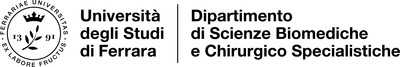 FERRARIAE UNIVERSITAS
EX LABORE FRUCTUS
13 91
Università
degli Studi
di Ferrara
Dipartimento
di Scienze Biomediche
e Chirurgico Specialistiche